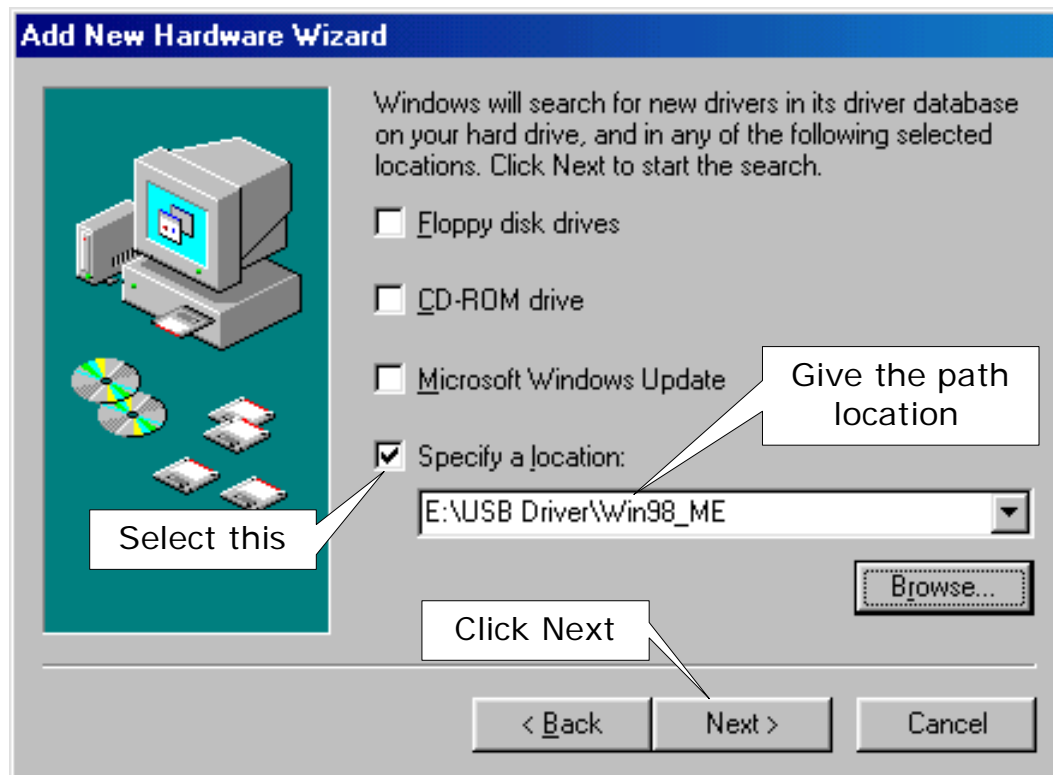 Add New Hardware Wizard
Windows will search for new drivers in its driver database
on your hard drive, and in any of the following selected
locations. Click Next to start the search.
Floppy disk drives
CD-ROM drive
Microsoft Windows Update
Give the path
location
Specify a location:
E:\USB Driver\Win98_ME
Select this
Browse...
Click Next
< Back
Next >
Cancel